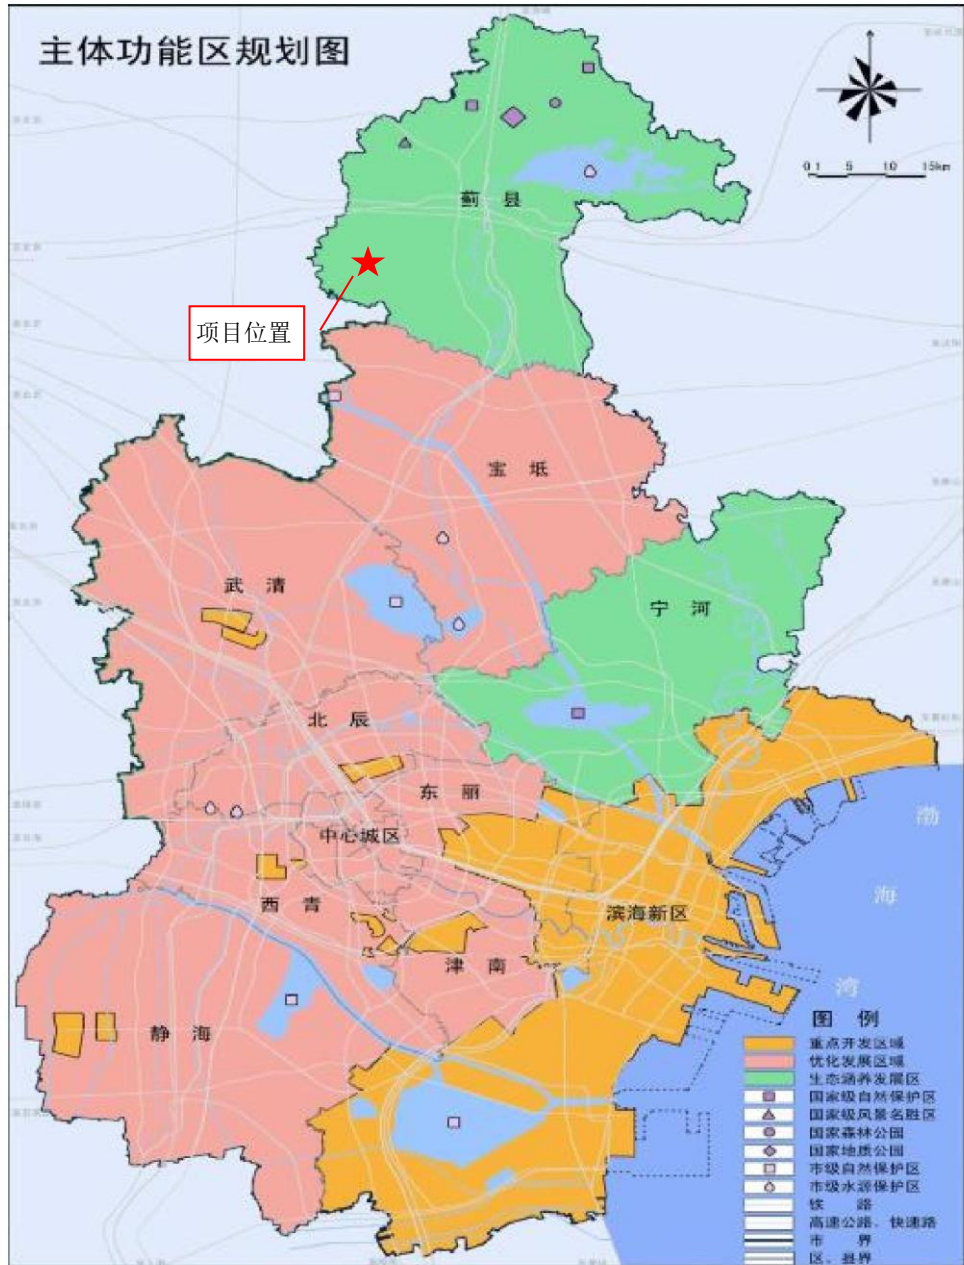 主体功能区规划图
0 1 5 10 15km
蓟县
项目位置
宝坻
武清
宁河
北辰
东丽
中心城区
西青
滨海新区
津南
静海
渤
海
湾
图 例
重点开发区域
优化发展区域
生态涵养发展区
国家级自然保护区
国家级风景名胜区
国家森林公园
国家地质公园
市级自然保护区
市级水源保护区
铁 路
高速公路、快速路
市 界
区、县界